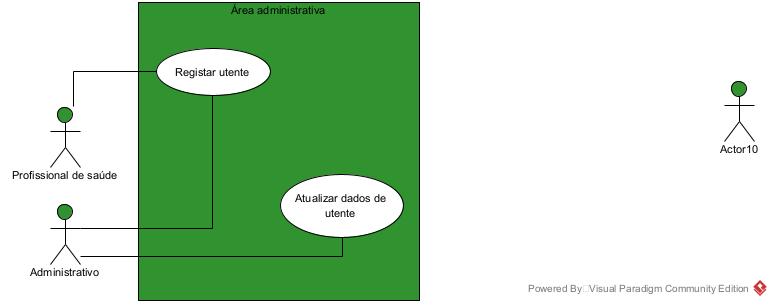 Área administrativa
Registar utente
Profissional de saúde
Actor10
Atualizar dados de
utente
Administrativo
Powered By Visual Paradigm Community Edition